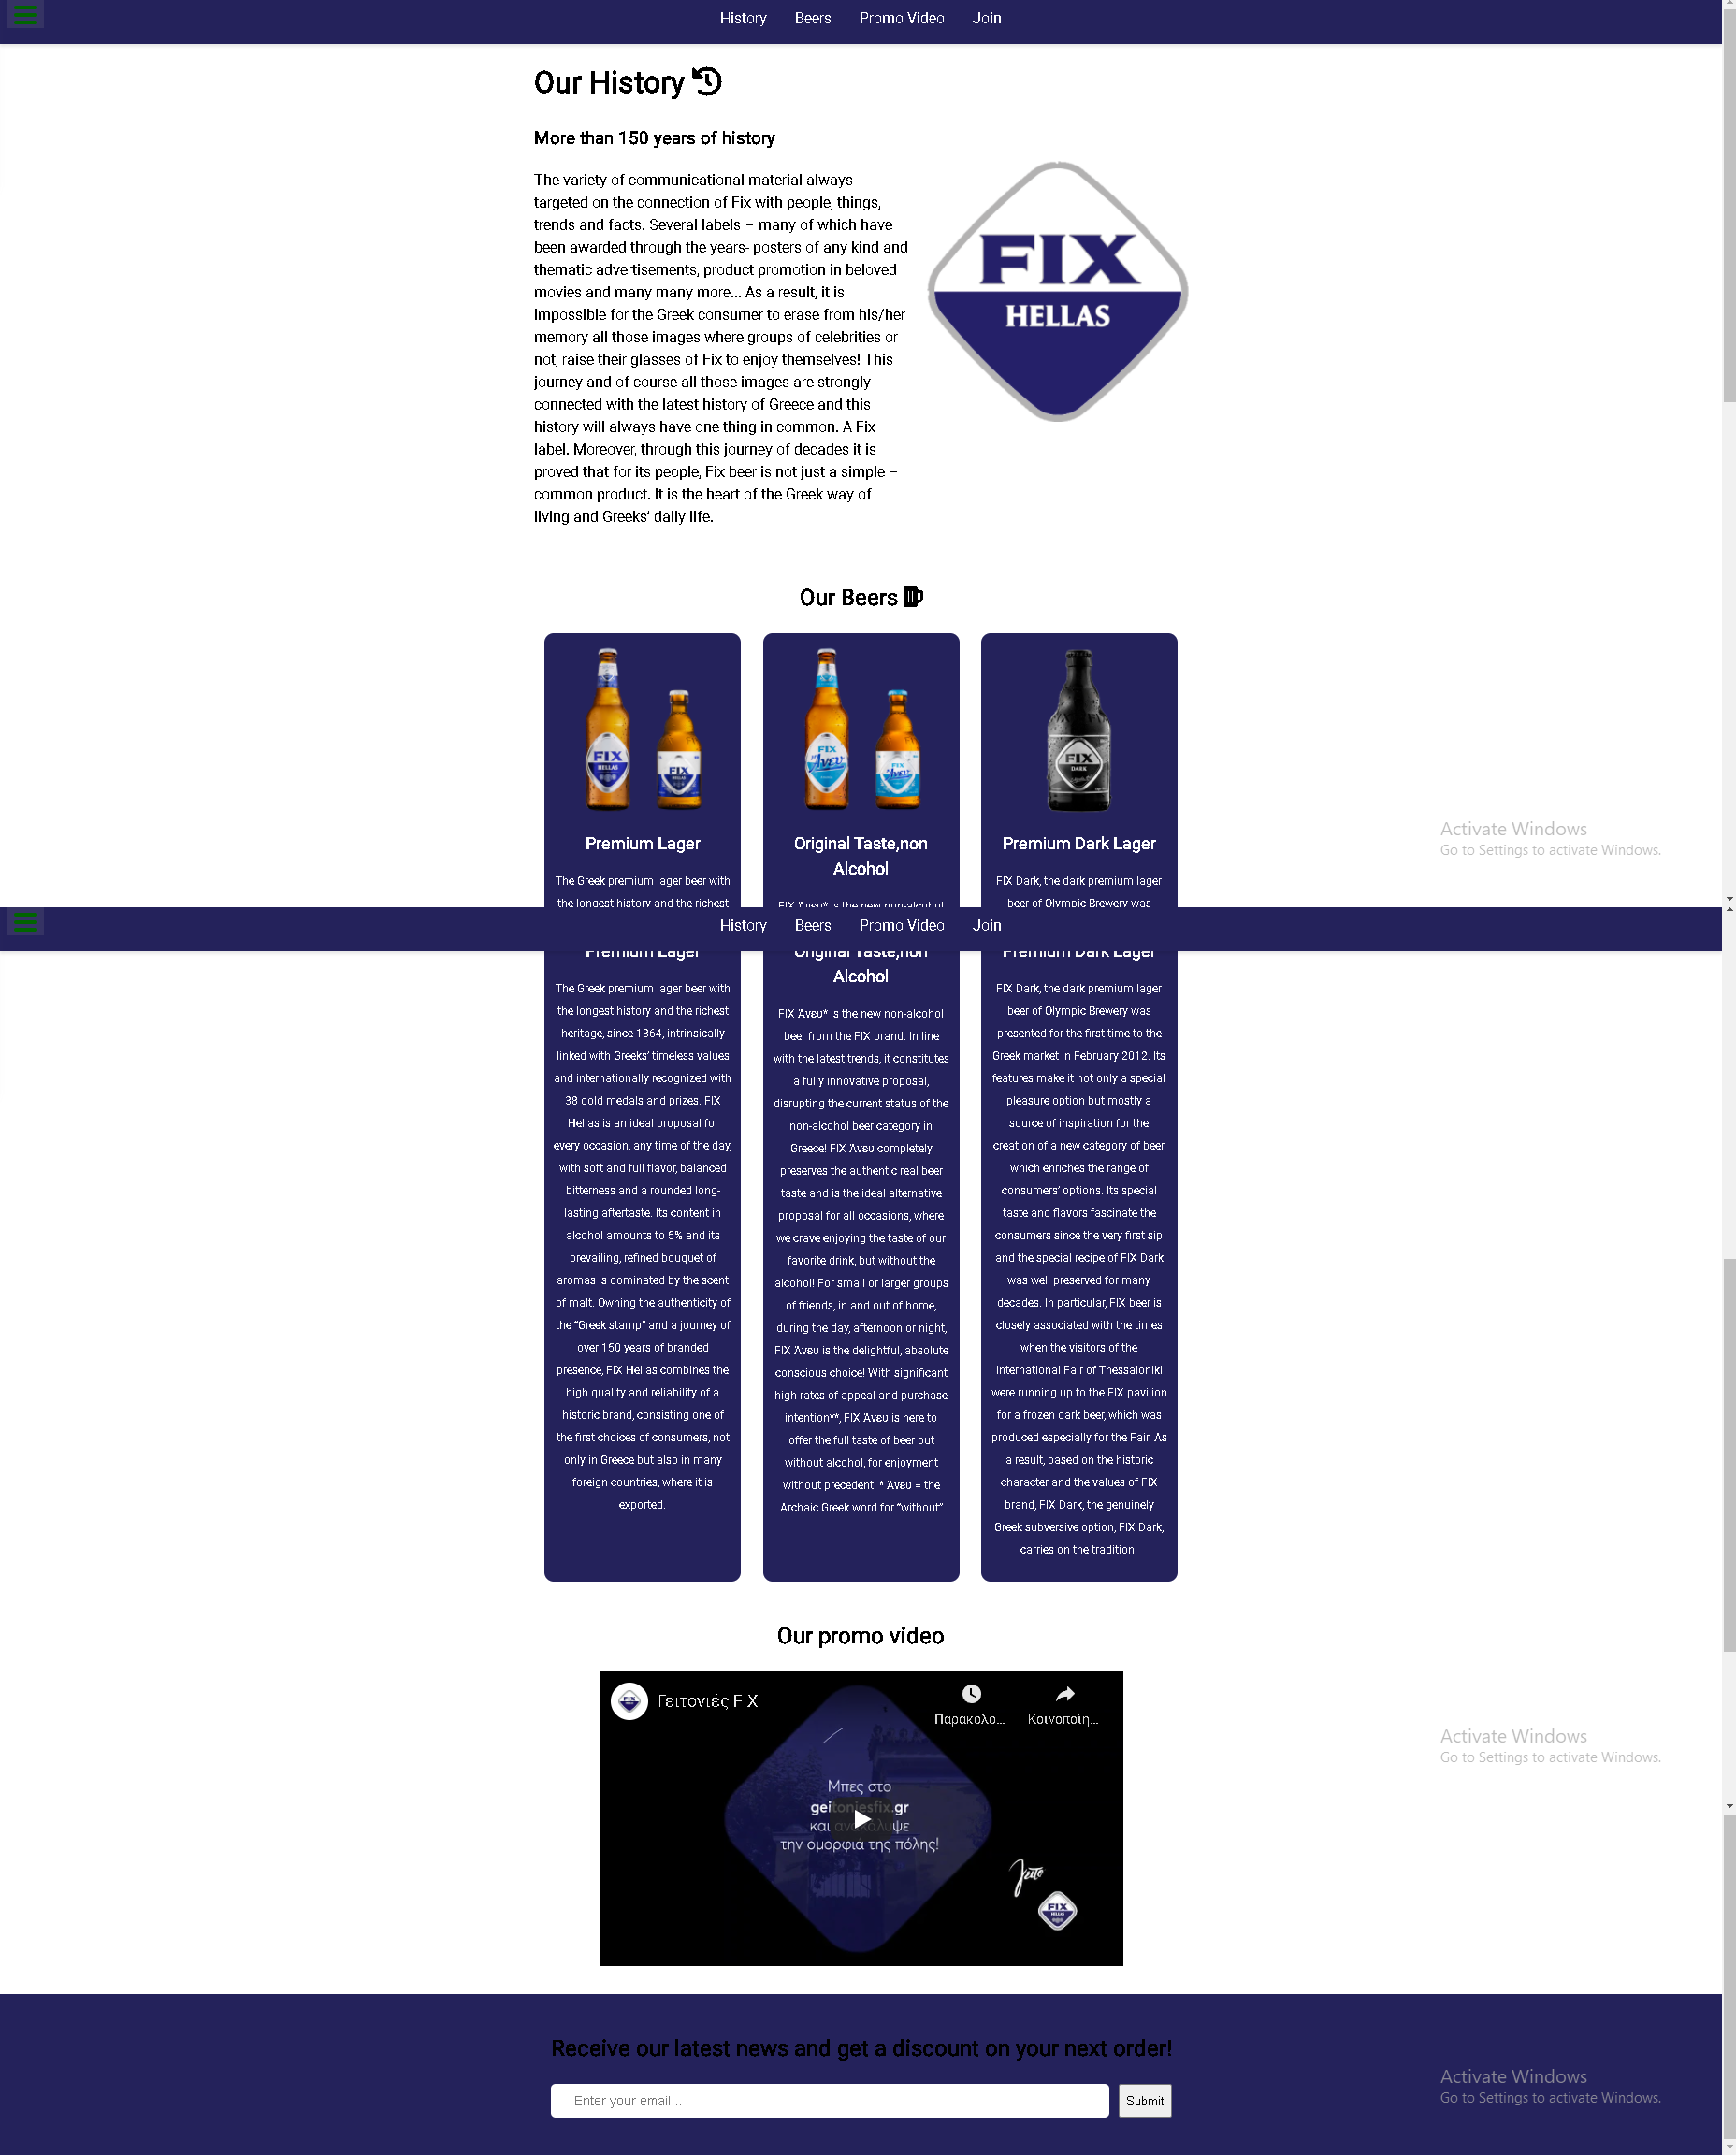 History Beers Promo Video Join
Our History
More than 150 years of history
The variety of communicational material always
targeted on the connection of Fix with people, things,
trends and facts. Several labels – many of which have
been awarded through the years- posters of any kind and
thematic advertisements, product promotion in beloved
movies and many many more... As a result, it is
impossible for the Greek consumer to erase from his/her
memory all those images where groups of celebrities or
not, raise their glasses of Fix to enjoy themselves! This
journey and of course all those images are strongly
connected with the latest history of Greece and this
history will always have one thing in common. A Fix
label. Moreover, through this journey of decades it is
proved that for its people, Fix beer is not just a simple –
common product. It is the heart of the Greek way of
living and Greeks' daily life.
FIX
HELLAS
Our Beers
FIX
HELLAS
FIX
HELLAS
Premium Lager
The Greek premium lager beer with
the longest history and the richest
FIX
Άνευ
FIX
Άνευ
Original Taste,non
Alcohol
FIX Άνευ* is the new non-alcohol
FIX
DARK
Premium Dark Lager
FIX Dark, the dark premium lager
beer of Olympic Brewery was
Activate Windows
Go to Settings to activate Windows.
History Beers Promo Video Join
Premium Lager
The Greek premium lager beer with
the longest history and the richest
heritage, since 1864, intrinsically
linked with Greeks' timeless values
and internationally recognized with
38 gold medals and prizes. FIX
Hellas is an ideal proposal for
every occasion, any time of the day,
with soft and full flavor, balanced
bitterness and a rounded long-
lasting aftertaste. Its content in
alcohol amounts to 5% and its
prevailing, refined bouquet of
aromas is dominated by the scent
of malt. Owning the authenticity of
the “Greek stamp” and a journey of
over 150 years of branded
presence, FIX Hellas combines the
high quality and reliability of a
historic brand, consisting one of
the first choices of consumers, not
only in Greece but also in many
foreign countries, where it is
exported.
Original Taste,non
Alcohol
FIX Άνευ* is the new non-alcohol
beer from the FIX brand. In line
with the latest trends, it constitutes
a fully innovative proposal,
disrupting the current status of the
non-alcohol beer category in
Greece! FIX Άνευ completely
preserves the authentic real beer
taste and is the ideal alternative
proposal for all occasions, where
we crave enjoying the taste of our
favorite drink, but without the
alcohol! For small or larger groups
of friends, in and out of home,
during the day, afternoon or night,
FIX Άνευ is the delightful, absolute
conscious choice! With significant
high rates of appeal and purchase
intention**, FIX Άνευ is here to
offer the full taste of beer but
without alcohol, for enjoyment
without precedent! * Άνευ = the
Archaic Greek word for “without”
Premium Dark Lager
FIX Dark, the dark premium lager
beer of Olympic Brewery was
presented for the first time to the
Greek market in February 2012. Its
features make it not only a special
pleasure option but mostly a
source of inspiration for the
creation of a new category of beer
which enriches the range of
consumers' options. Its special
taste and flavors fascinate the
consumers since the very first sip
and the special recipe of FIX Dark
was well preserved for many
decades. In particular, FIX beer is
closely associated with the times
when the visitors of the
International Fair of Thessaloniki
were running up to the FIX pavilion
for a frozen dark beer, which was
produced especially for the Fair. As
a result, based on the historic
character and the values of FIX
brand, FIX Dark, the genuinely
Greek subversive option, FIX Dark,
carries on the tradition!
Our promo video
FIX
Γειτονιές FIX
Παρακολο...
Κοινοποίη...
Μπες στο
geitoniesfix.gr
και ανακάλυψε
την ομορφιά της πόλης!
FIX
HELLAS
Activate Windows
Go to Settings to activate Windows.
Receive our latest news and get a discount on your next order!
Enter your email...
Submit
Activate Windows
Go to Settings to activate Windows.